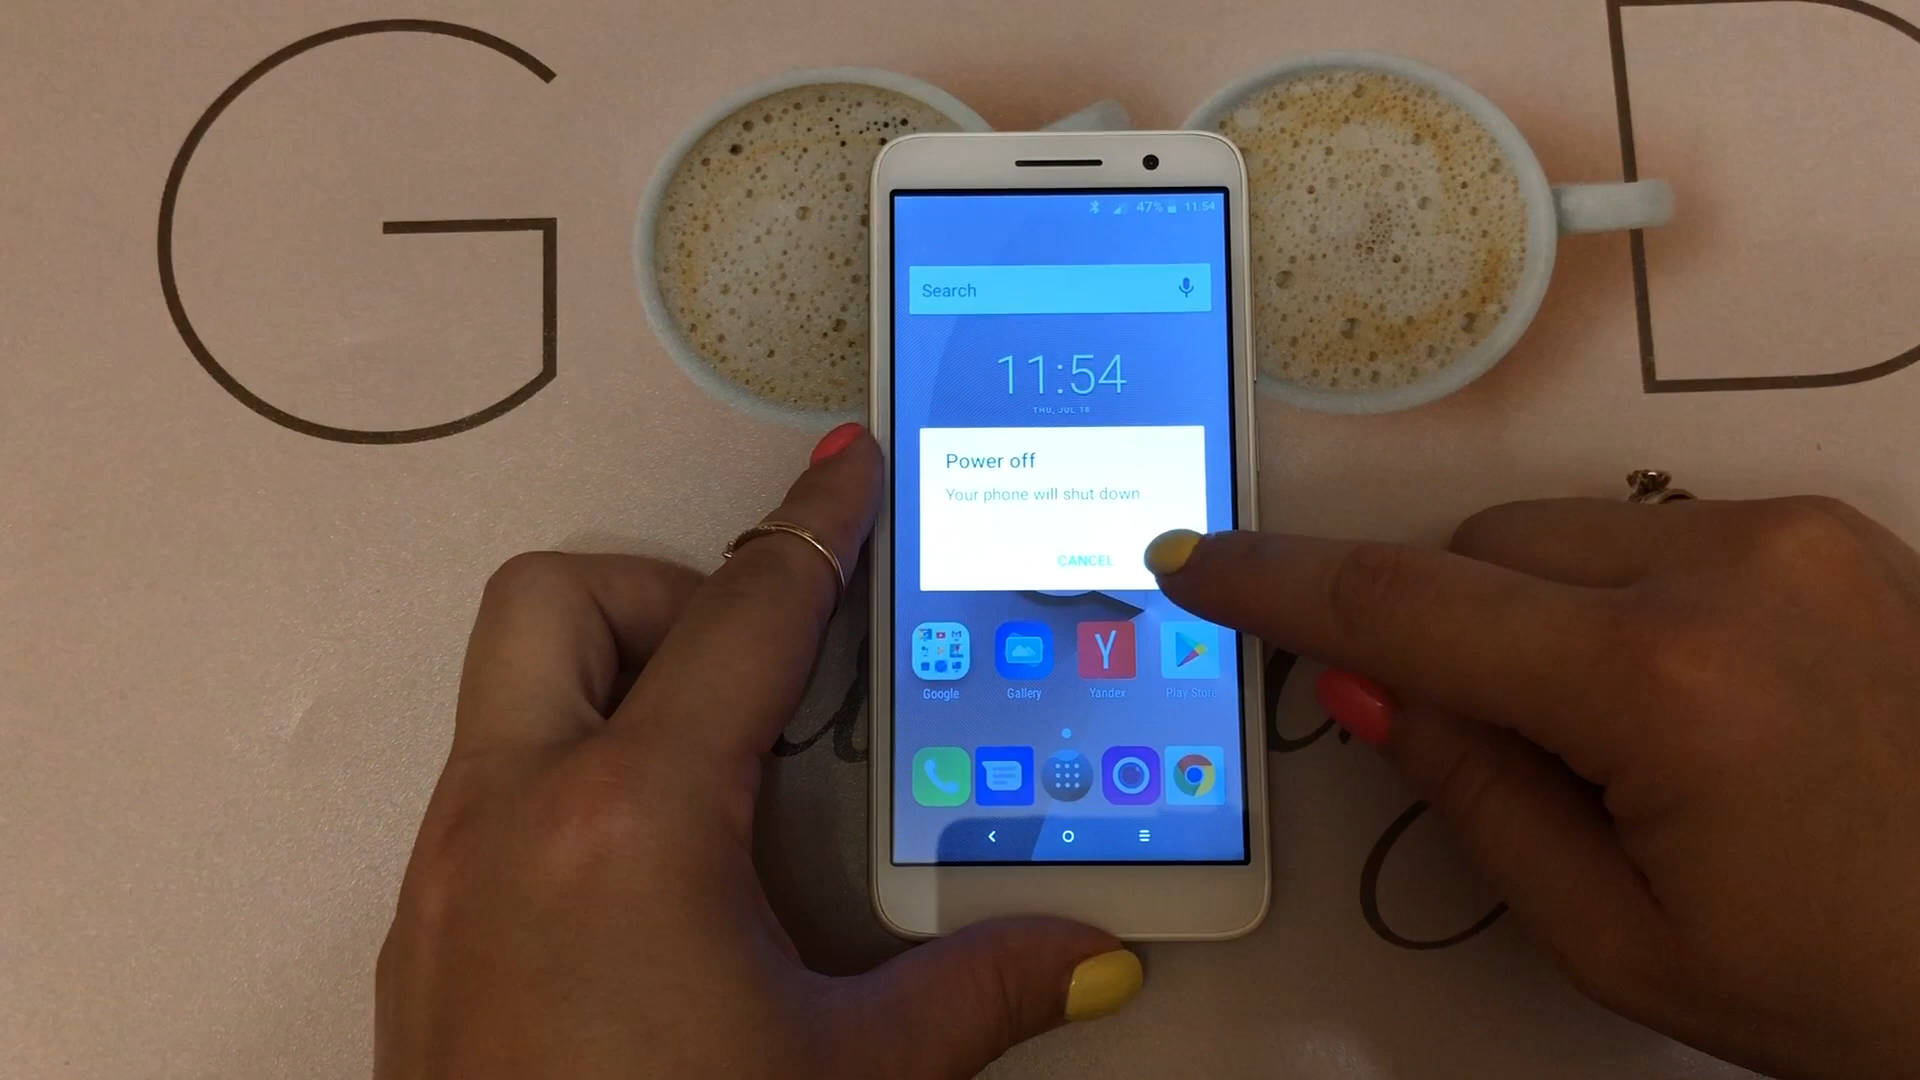 G D
47% 11:54
Search
11:54
THU, JUL 18
Power off
Your phone will shut down
CANCEL
Google Gallery Yandex Play Store